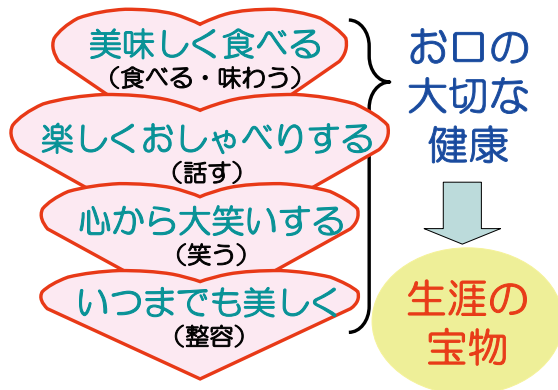 美味しく食べる
（食べる・味わう）
楽しくおしゃべりする
（話す）
心から大笑いする
（笑う）
いつまでも美しく
（整容）
お口の
大切な
健康
生涯の
宝物